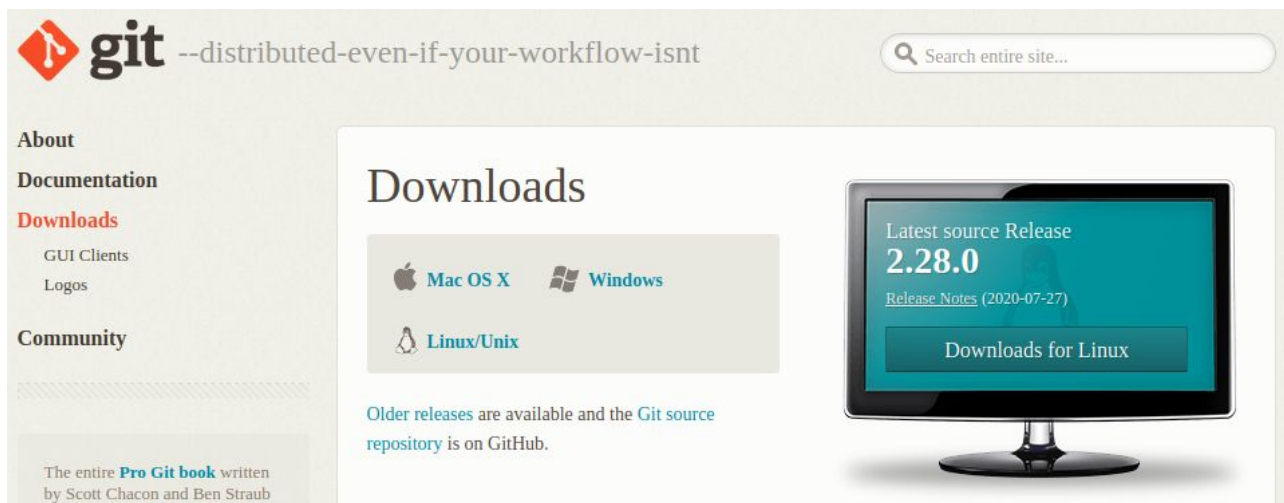 git --distributed-even-if-your-workflow-isnt
Search entire site...
About
Documentation
Downloads
GUI Clients
Logos
Community
The entire Pro Git book written
by Scott Chacon and Ben Straub
Downloads
Mac OS X
Windows
Linux/Unix
Older releases are available and the Git source
repository is on GitHub.
Latest source Release
2.28.0
Release Notes (2020-07-27)
Downloads for Linux